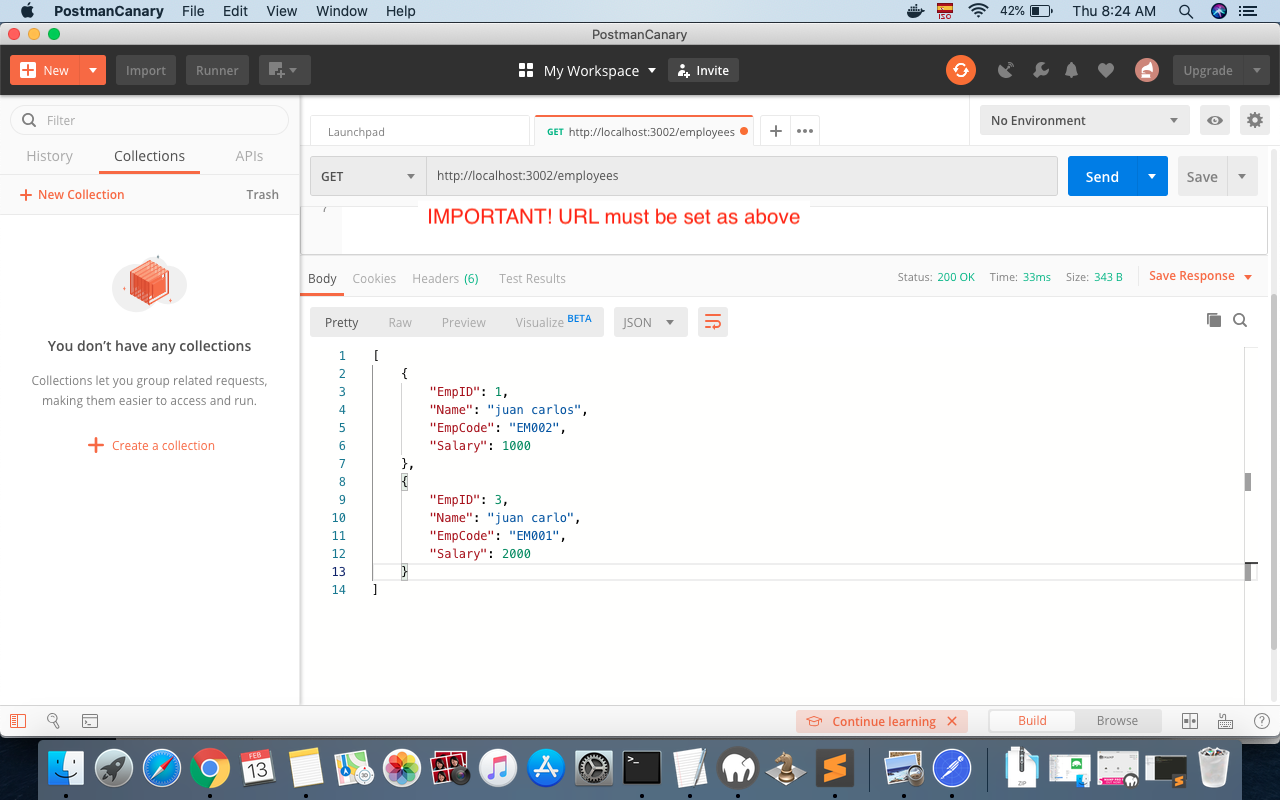 PostmanCanary File Edit View Window Help ISO 42% Thu 8:24 AM
PostmanCanary
New Import Runner My Workspace Invite Upgrade
Filter
Launchpad GET http://localhost:3002/employees No Environment
History Collections APIs
GET http://localhost:3002/employees Send Save
New Collection Trash
7 IMPORTANT! URL must be set as above
Body Cookies Headers (6) Test Results Status: 200 OK Time: 33ms Size: 343 B Save Response
Pretty Raw Preview Visualize BETA JSON
You don't have any collections
Collections let you group related requests,
making them easier to access and run.
Create a collection
1 [
2 {
3 "EmpID": 1,
4 "Name": "juan carlos",
5 "EmpCode": "EM002",
6 "Salary": 1000
7 },
8 {
9 "EmpID": 3,
10 "Name": "juan carlo",
11 "EmpCode": "EM001",
12 "Salary": 2000
13 }
14 ]
Continue learning Build Browse
FEB
13
ZIP